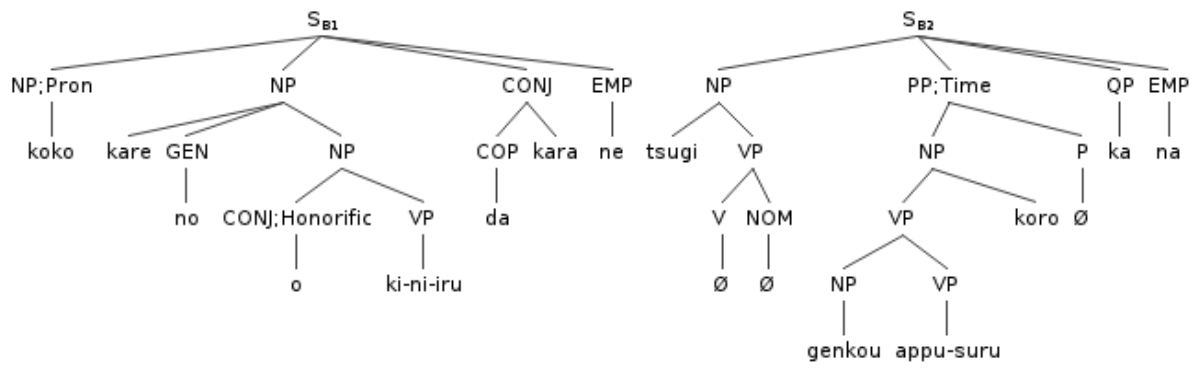 S_B1 S_B2
NP;Pron NP CONJ EMP NP PP;Time QP EMP
koko kare GEN NP COP kara ne tsugi VP NP P ka na
no CONJ;Honorific VP da V NOM VP koro Ø
o ki-ni-iru Ø Ø NP VP
genkou appu-suru